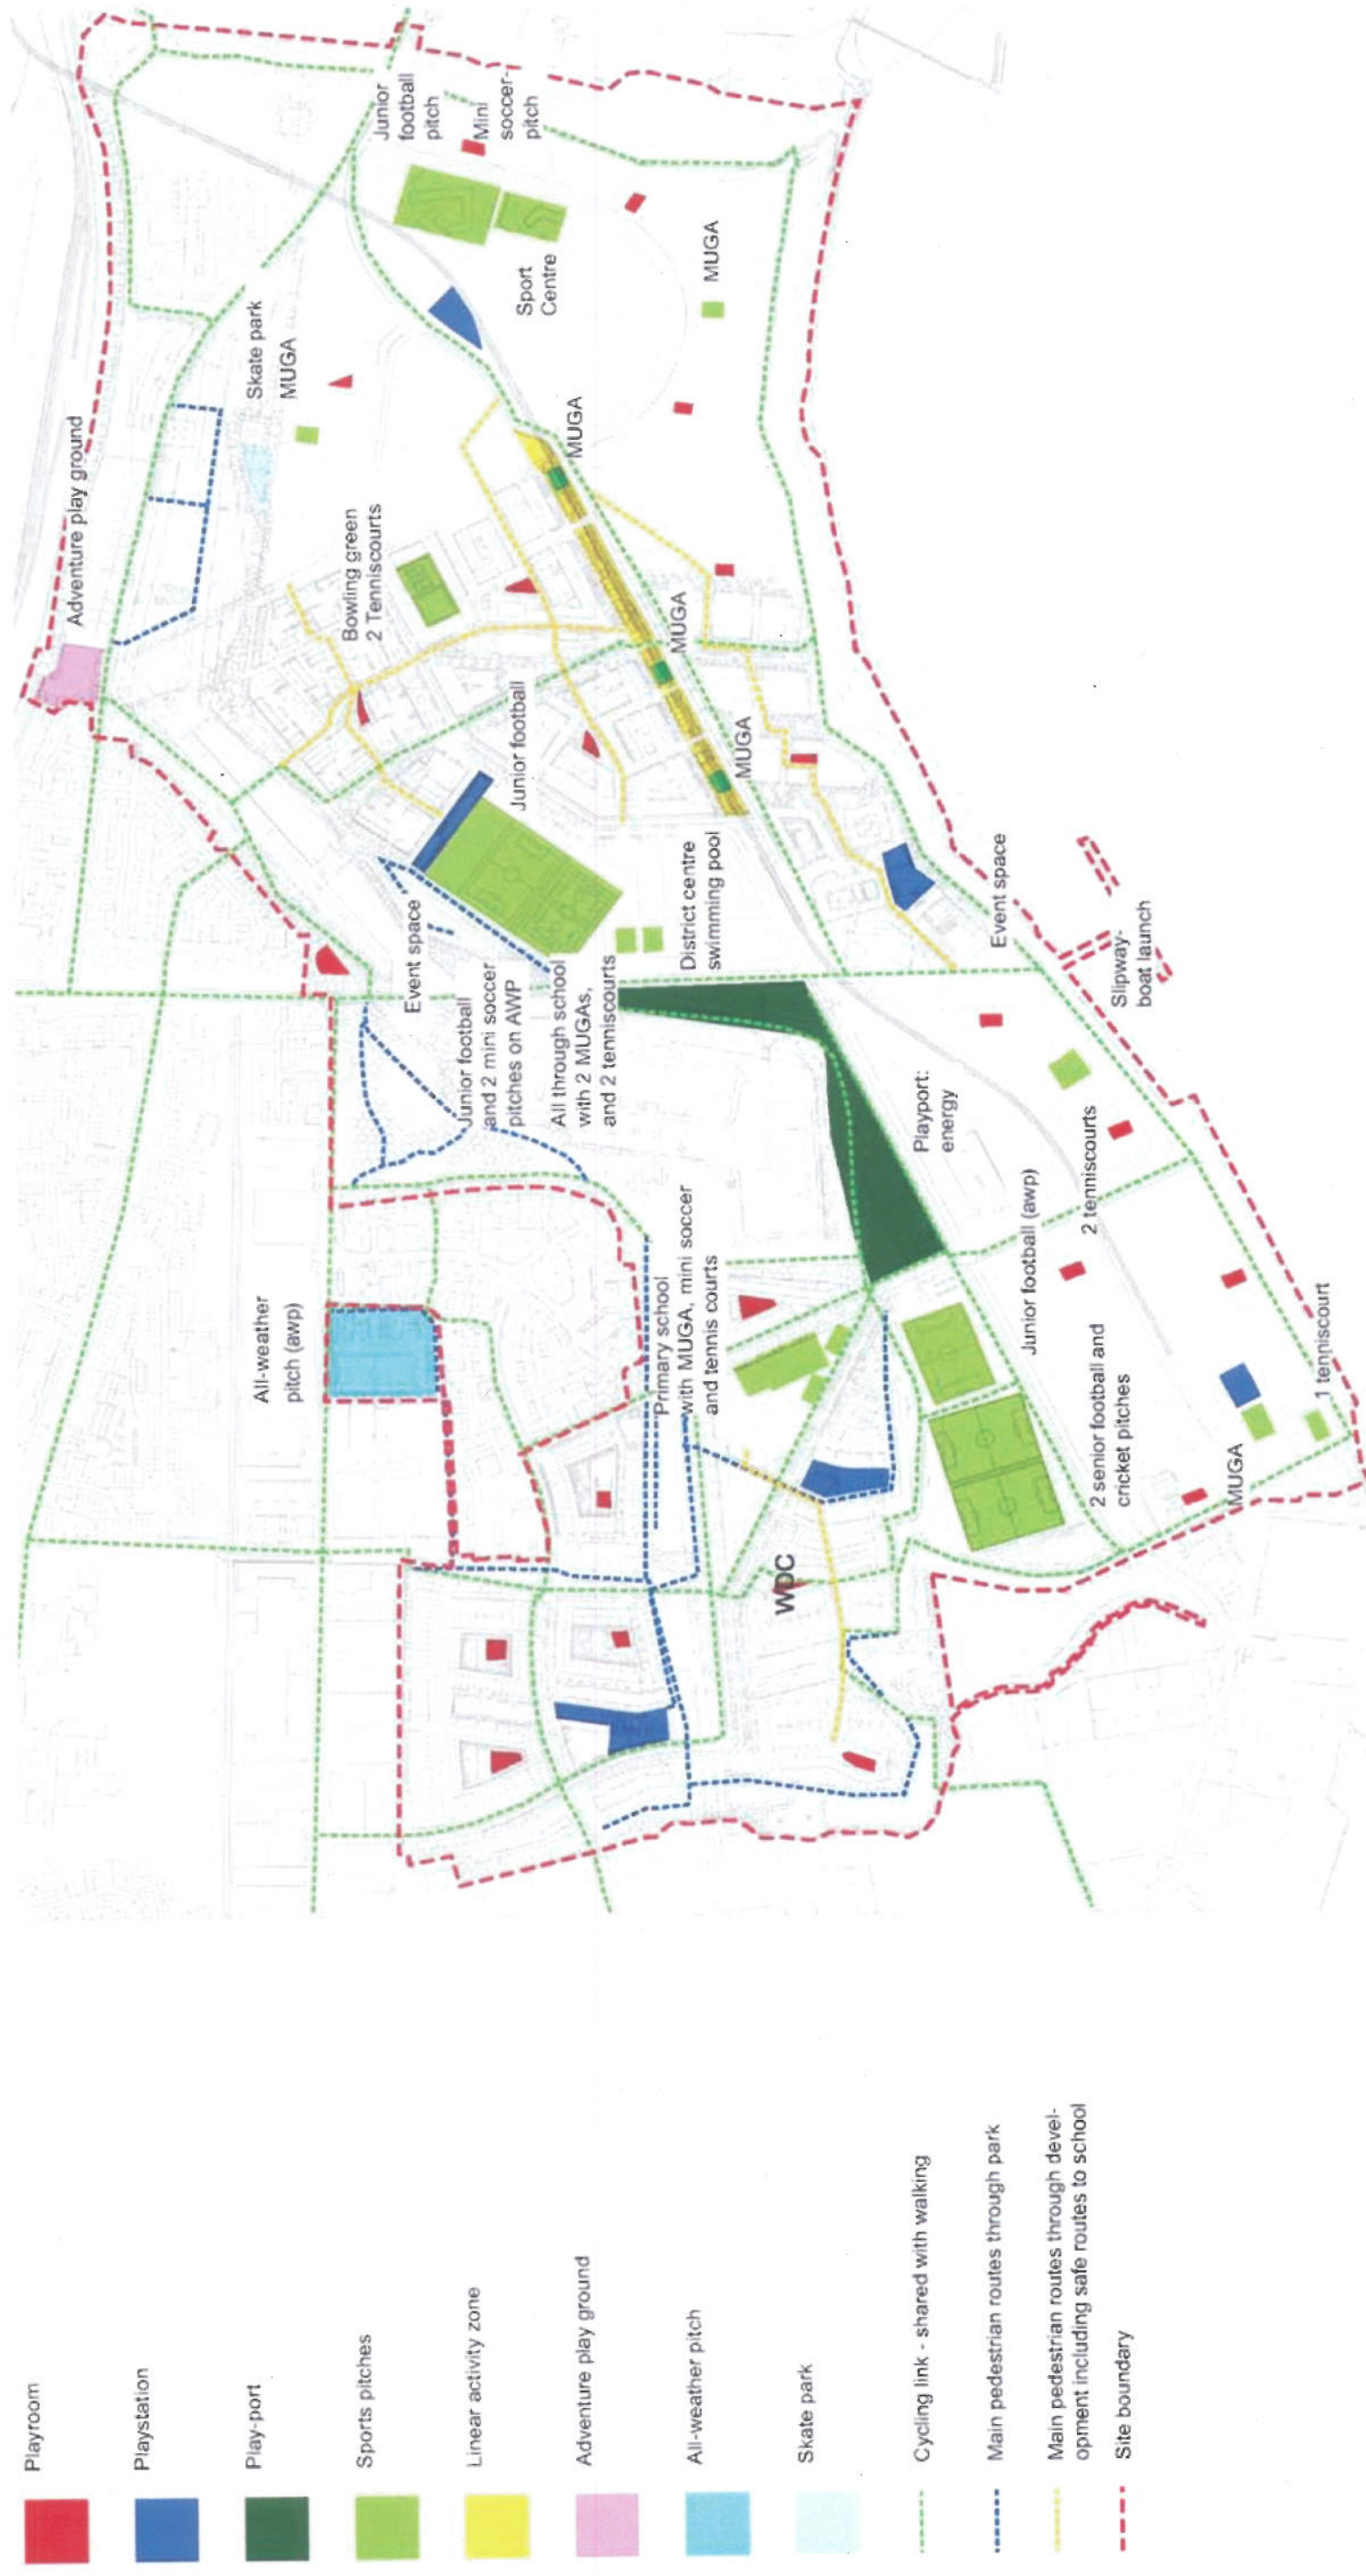 Adventure play ground
Skate park
MUGA
Junior
football
pitch
Mini
soccer-
pitch
Sport
Centre
MUGA
MUGA
Bowling green
2 Tenniscourts
MUGA
MUGA
Junior football
District centre
swimming pool
Event space
Event space
Slipway-
boat launch
Junior football
and 2 mini soccer
pitches on AWP
All through school
with 2 MUGAs,
and 2 tenniscourts
Playport:
energy
All-weather
pitch (awp)
Primary school
with MUGA, mini soccer
and tennis courts
Junior football (awp)
2 tenniscourts
2 senior football and
cricket pitches
1 tenniscourt
MUGA
WDC
Playroom
Playstation
Play-port
Sports pitches
Linear activity zone
Adventure play ground
All-weather pitch
Skate park
Cycling link - shared with walking
Main pedestrian routes through park
Main pedestrian routes through devel-
opment including safe routes to school
Site boundary